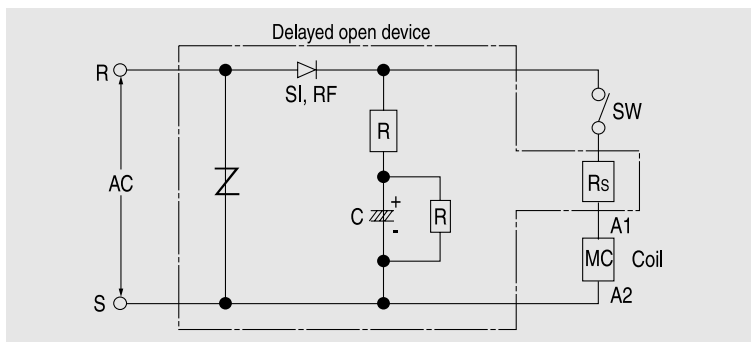 Delayed open device
R
SI, RF
SW
R
AC
Rs
C
+
R
-
A1
MC Coil
A2
S